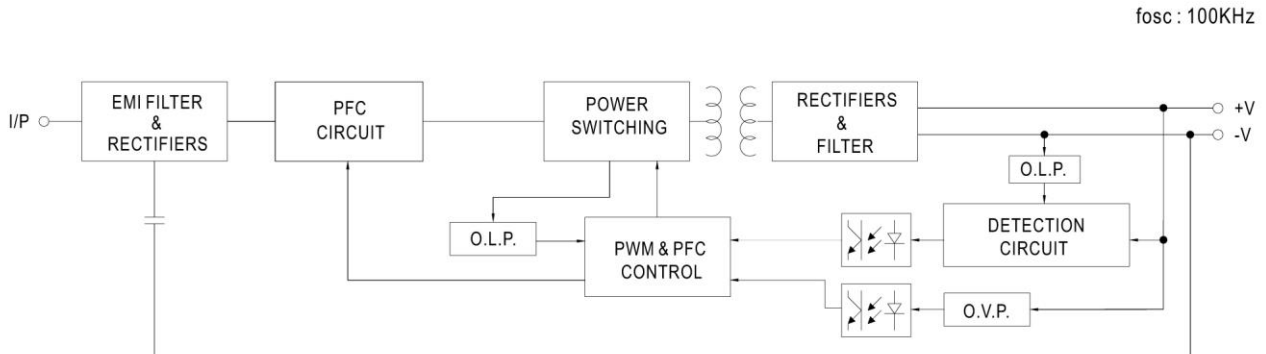 fosc : 100KHz
I/P
EMI FILTER
&
RECTIFIERS
PFC
CIRCUIT
POWER
SWITCHING
RECTIFIERS
&
FILTER
+V
-V
O.L.P.
O.L.P.
PWM & PFC
CONTROL
DETECTION
CIRCUIT
O.V.P.